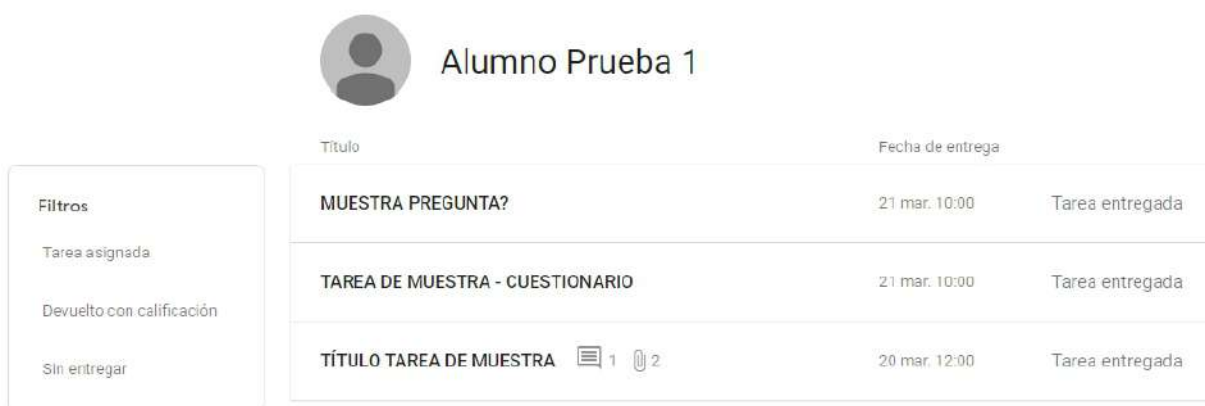 Alumno Prueba 1
Título Fecha de entrega
Filtros
Tarea asignada
Devuelto con calificación
Sin entregar
MUESTRA PREGUNTA? 21 mar. 10:00 Tarea entregada
TAREA DE MUESTRA - CUESTIONARIO 21 mar. 10:00 Tarea entregada
TÍTULO TAREA DE MUESTRA 1 2 20 mar. 12:00 Tarea entregada